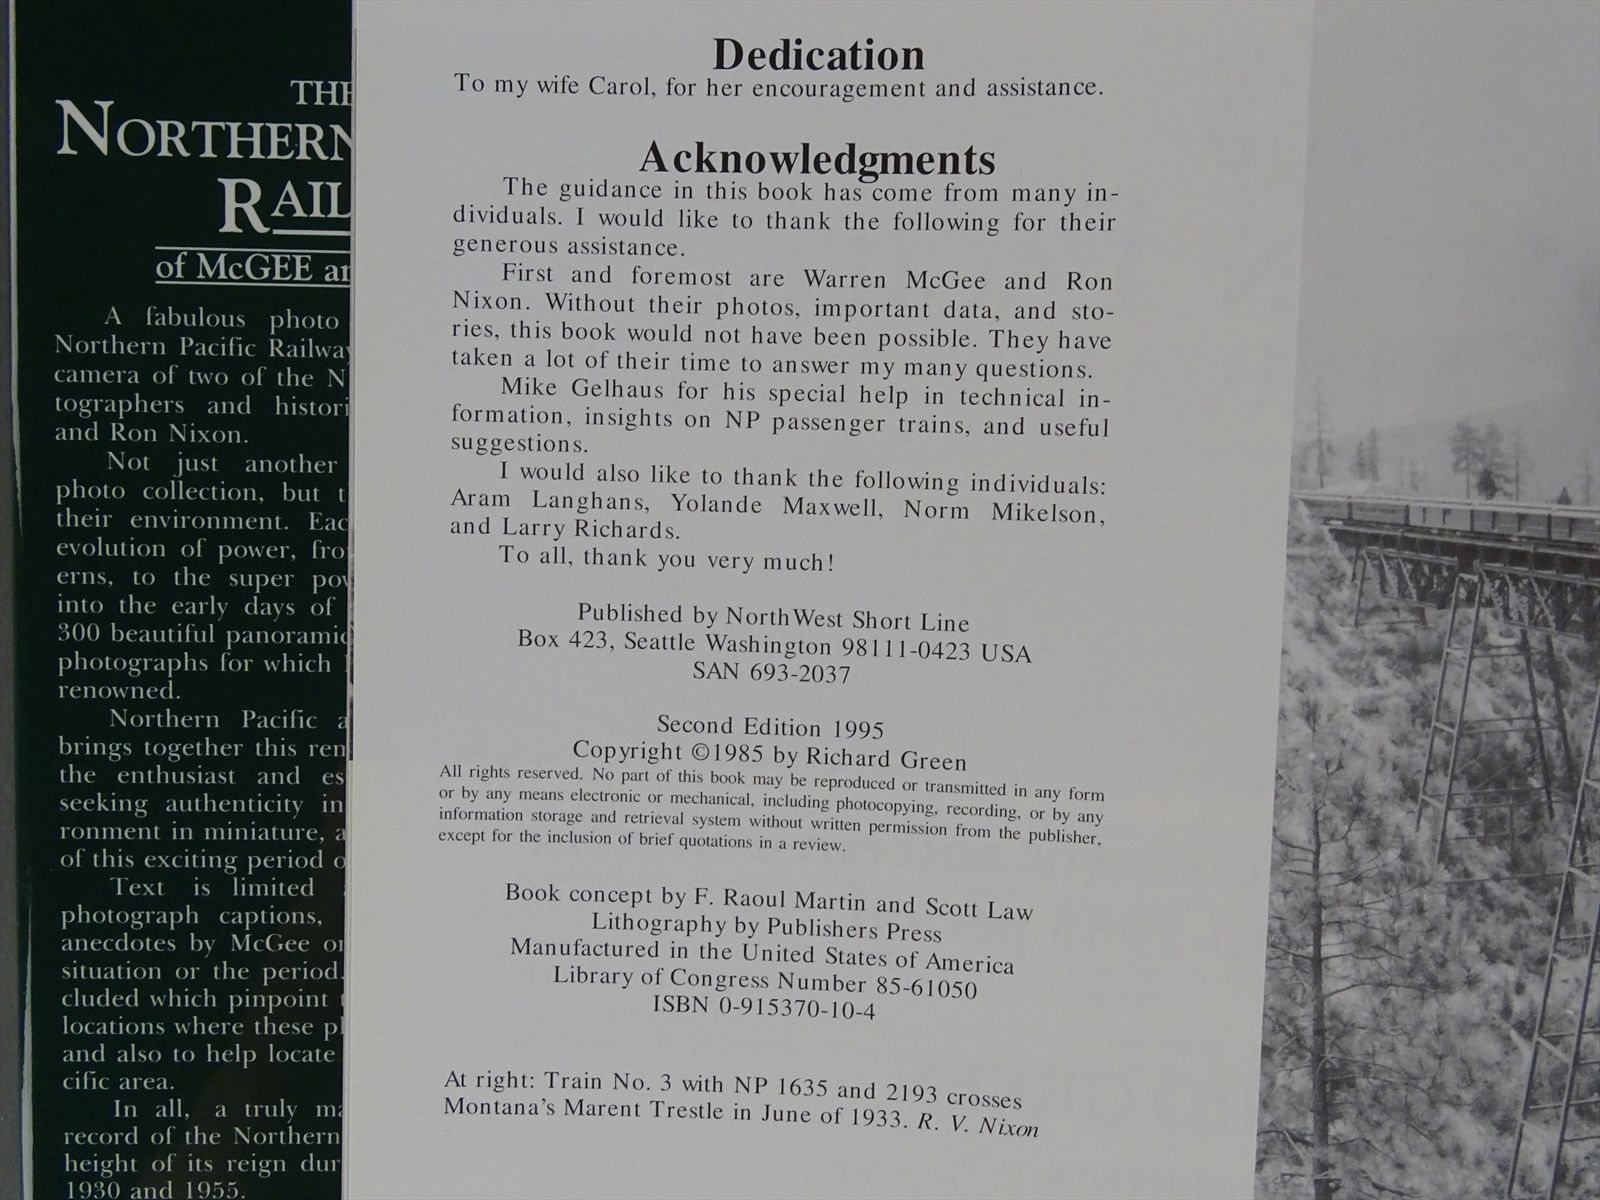 THE
NORTHERN
RAIL
of McGEE
A fabulous photo
Northern Pacific Railway
camera of two of the
tographers and histori
and Ron Nixon.
Not just another
photo collection, but
their environment.
evolution of power,
erns, to the super
into the early days of
300 beautiful panoramic
photographs for which
renowned.
Northern Pacific
brings together this
the enthusiast and
seeking authenticity in
ronment in miniature,
of this exciting period
Text is limited
photograph captions,
anecdotes by McGee or
situation or the period.
cluded which pinpoint
locations where these
and also to help locate
cific area.
In all, a truly
record of the Northern
height of its reign
1930 and 1955.
Dedication
To my wife Carol, for her encouragement and assistance.
Acknowledgments
The guidance in this book has come from many in-
dividuals. I would like to thank the following for their
generous assistance.
First and foremost are Warren McGee and Ron
Nixon. Without their photos, important data, and sto-
ries, this book would not have been possible. They have
taken a lot of their time to answer my many questions.
Mike Gelhaus for his special help in technical in-
formation, insights on NP passenger trains, and useful
suggestions.
I would also like to thank the following individuals:
Aram Langhans, Yolande Maxwell, Norm Mikelson,
and Larry Richards.
To all, thank you very much!
Published by NorthWest Short Line
Box 423, Seattle Washington 98111-0423 USA
SAN 693-2037
Second Edition 1995
Copyright ©1985 by Richard Green
All rights reserved. No part of this book may be reproduced or transmitted in any form
or by any means electronic or mechanical, including photocopying, recording, or by any
information storage and retrieval system without written permission from the publisher,
except for the inclusion of brief quotations in a review.
Book concept by F. Raoul Martin and Scott Law
Lithography by Publishers Press
Manufactured in the United States of America
Library of Congress Number 85-61050
ISBN 0-915370-10-4
At right: Train No. 3 with NP 1635 and 2193 crosses
Montana's Marent Trestle in June of 1933. R. V. Nixon